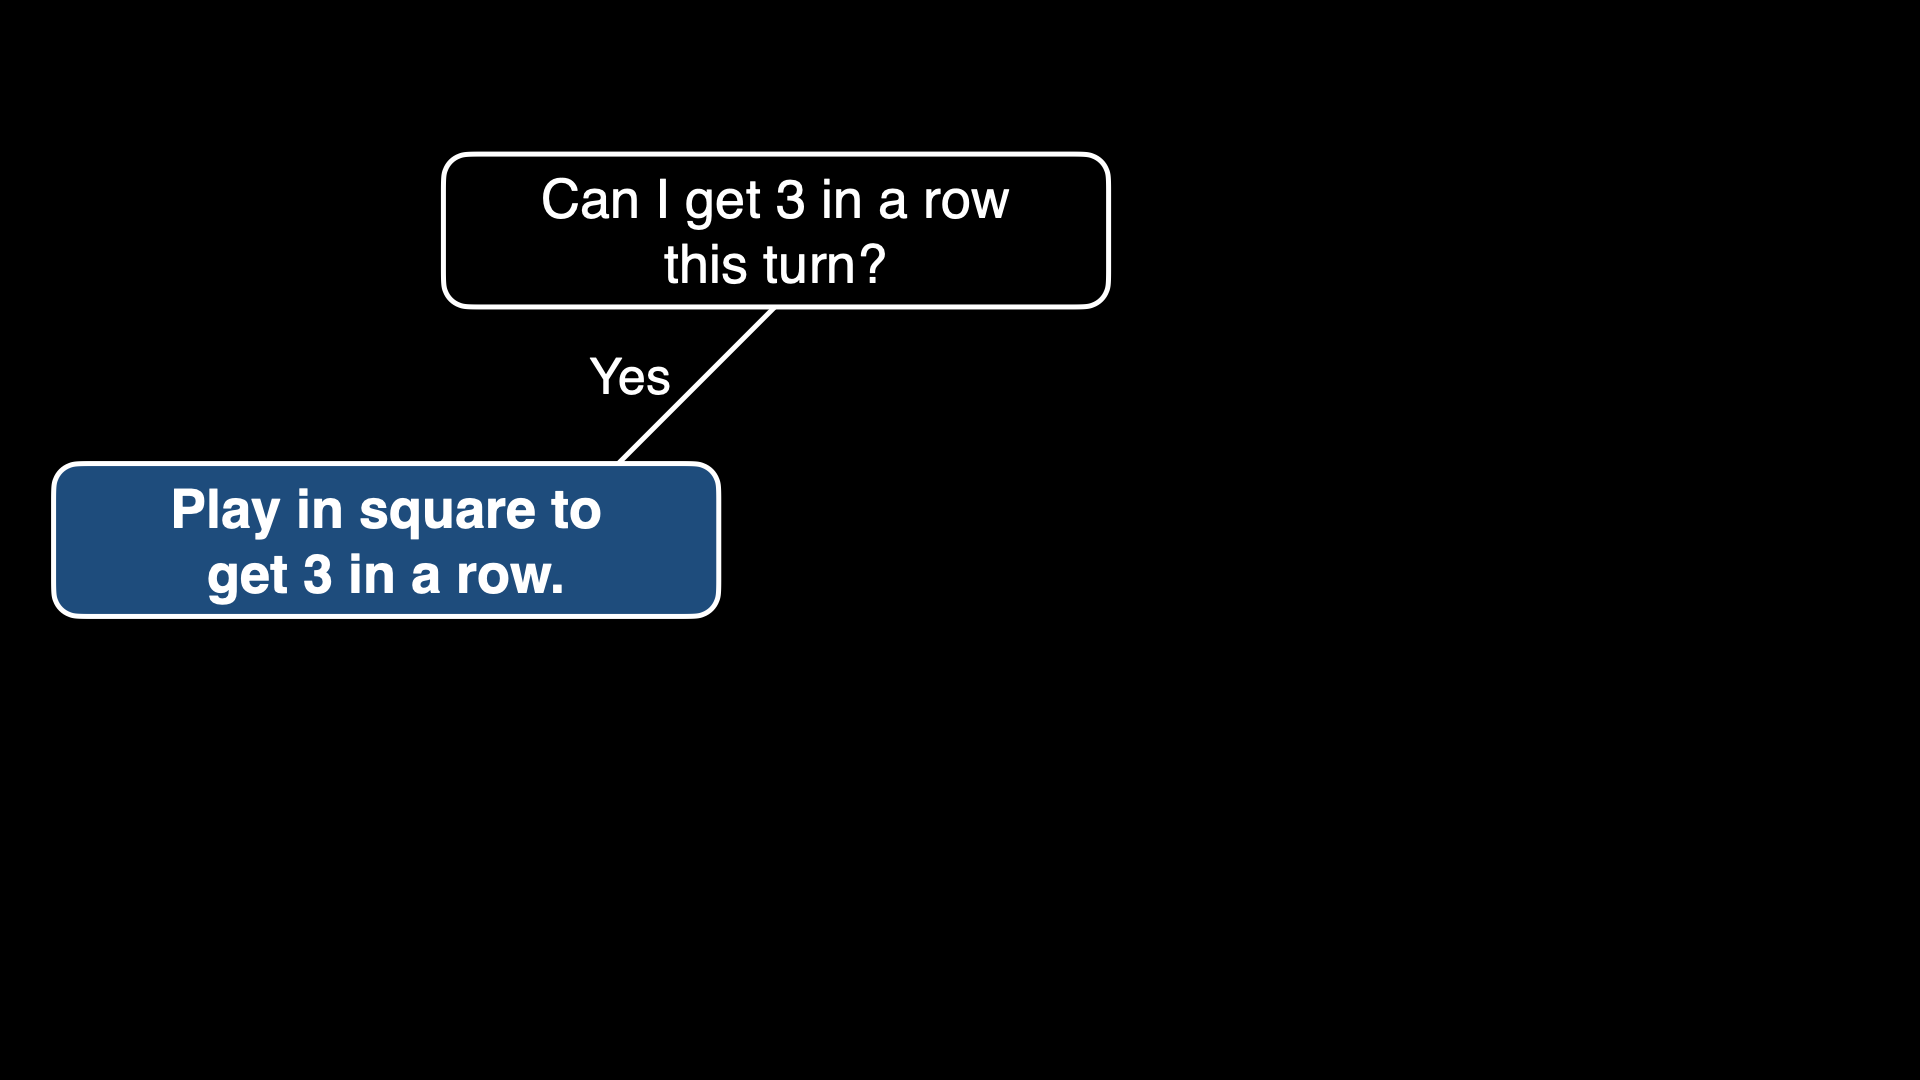 Can I get 3 in a row
this turn?
Yes
Play in square to
get 3 in a row.